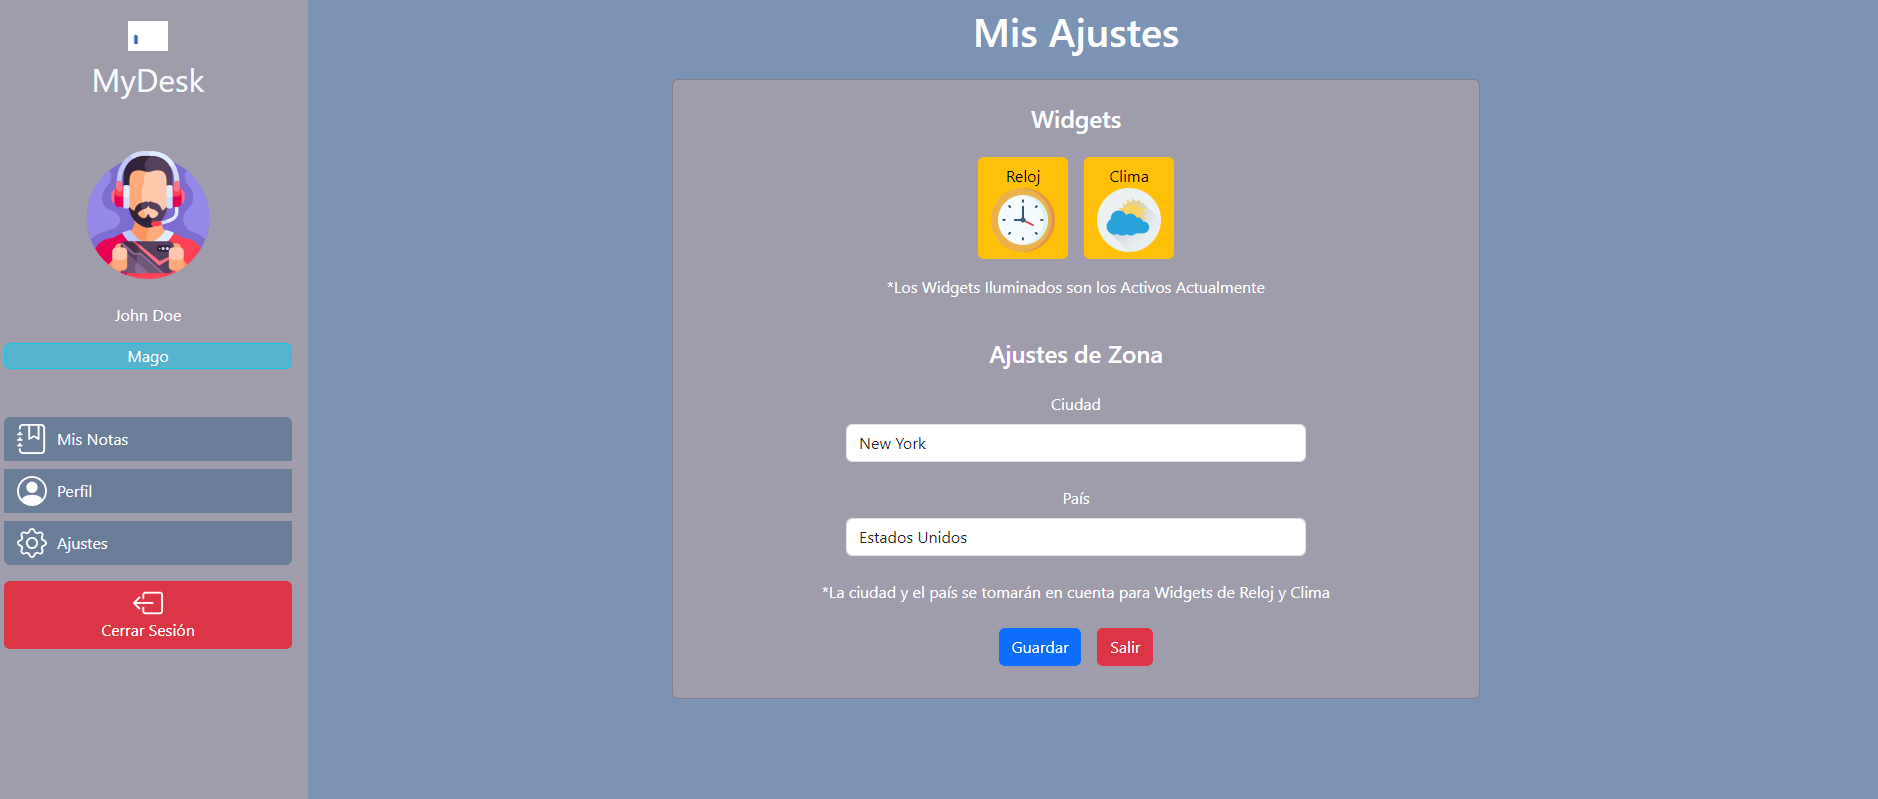 MyDesk
John Doe
Mago
Mis Notas
Perfil
Ajustes
Cerrar Sesión
Mis Ajustes
Widgets
Reloj
Clima
*Los Widgets Iluminados son los Activos Actualmente
Ajustes de Zona
Ciudad
New York
País
Estados Unidos
*La ciudad y el país se tomarán en cuenta para Widgets de Reloj y Clima
Guardar
Salir